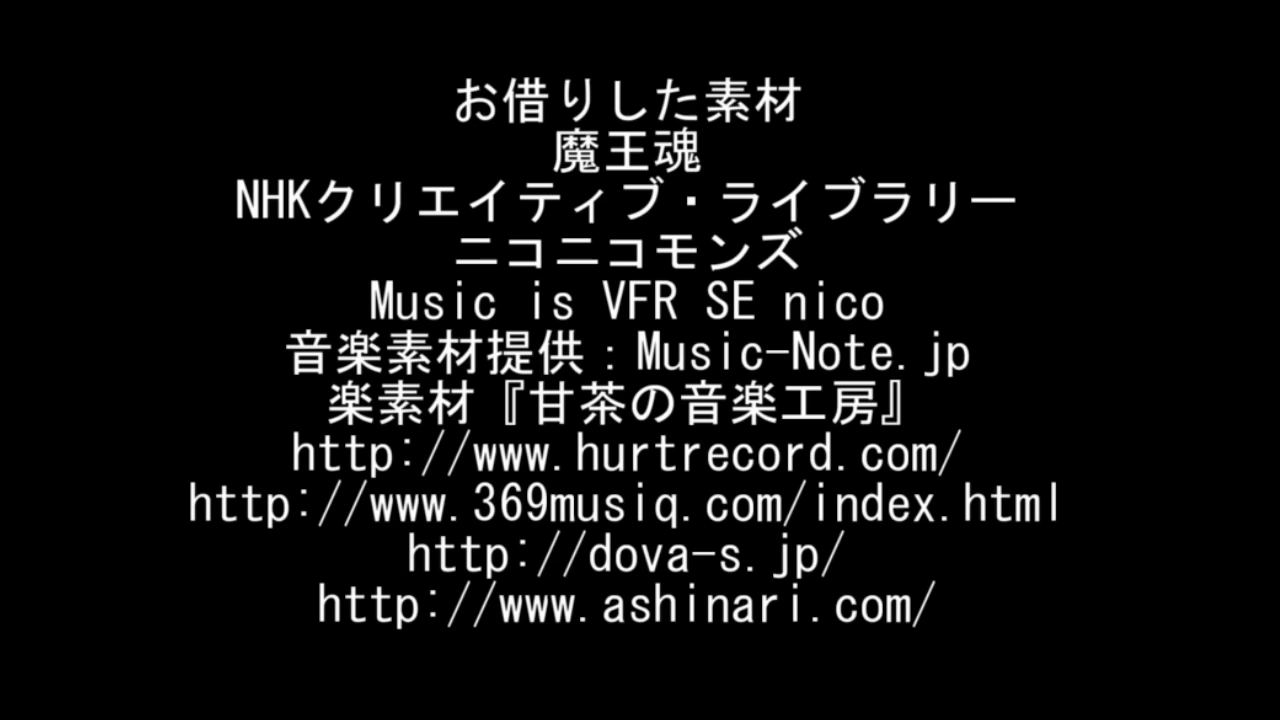 お借りした素材
魔王魂
NHKクリエイティブ・ライブラリー
ニコニコモンズ
Music is VFR SE nico
音楽素材提供：Music-Note.jp
楽素材『甘茶の音楽工房』
http://www.hurtrecord.com/
http://www.369musiq.com/index.html
http://dova-s.jp/
http://www.ashinari.com/